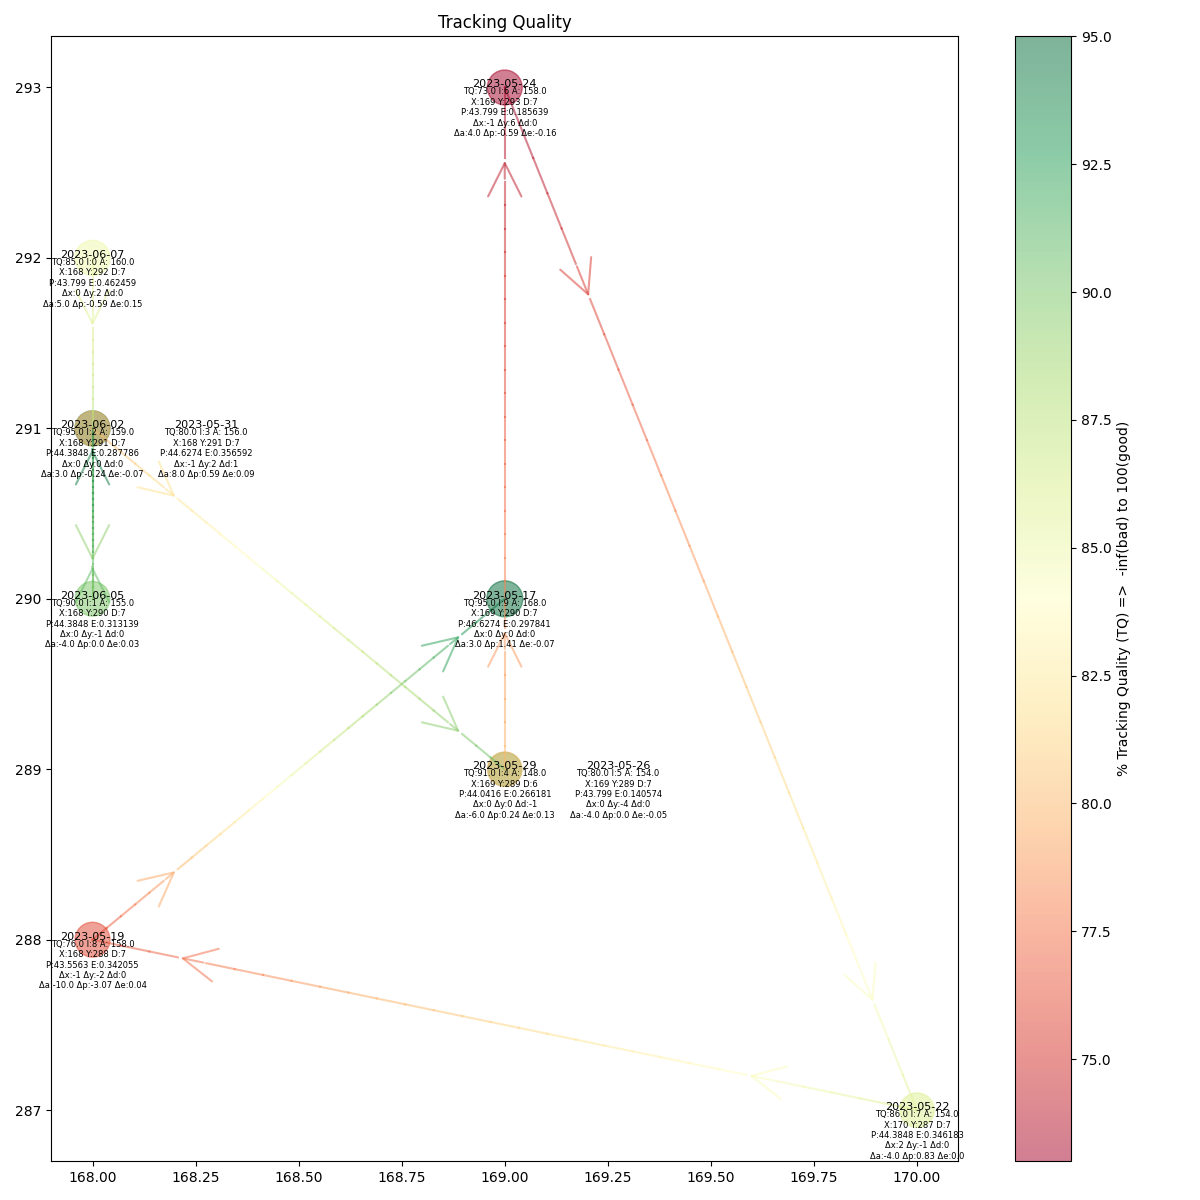 Tracking Quality
293
292
291
290
289
288
287
2023-05-24
TQ:73.0 I:6 A: 158.0
X:169 Y:293 D:7
P:43.799 E:0.185639
Δx:-1 Δy:6 Δd:0
Δa:4.0 Δp:-0.59 Δe:-0.16
2023-06-07
TQ:85.0 I:0 A: 160.0
X:168 Y:292 D:7
P:43.799 E:0.462459
Δx:0 Δy:2 Δd:0
Δa:5.0 Δp:-0.59 Δe:0.15
2023-06-02
TQ:95.0 I:2 A: 159.0
X:168 Y:291 D:7
P:44.3848 E:0.287786
Δx:0 Δy:0 Δd:0
Δa:3.0 Δp:-0.24 Δe:-0.07
2023-05-31
TQ:80.0 I:3 A: 156.0
X:168 Y:291 D:7
P:44.6274 E:0.356592
Δx:-1 Δy:2 Δd:1
Δa:8.0 Δp:0.59 Δe:0.09
2023-06-05
TQ:90.0 I:1 A: 155.0
X:168 Y:290 D:7
P:44.3848 E:0.313139
Δx:0 Δy:-1 Δd:0
Δa:-4.0 Δp:0.0 Δe:0.03
2023-05-17
TQ:95.0 I:9 A: 168.0
X:169 Y:290 D:7
P:46.6274 E:0.297841
Δx:0 Δy:0 Δd:0
Δa:3.0 Δp:1.41 Δe:-0.07
2023-05-29
TQ:91.0 I:4 A: 148.0
X:169 Y:289 D:6
P:44.0416 E:0.266181
Δx:0 Δy:0 Δd:-1
Δa:-6.0 Δp:0.24 Δe:0.13
2023-05-26
TQ:80.0 I:5 A: 154.0
X:169 Y:289 D:7
P:43.799 E:0.140574
Δx:0 Δy:-4 Δd:0
Δa:-4.0 Δp:0.0 Δe:-0.05
2023-05-19
TQ:76.0 I:8 A: 158.0
X:168 Y:288 D:7
P:43.5563 E:0.342055
Δx:-1 Δy:-2 Δd:0
Δa:-10.0 Δp:-3.07 Δe:0.04
2023-05-22
TQ:86.0 I:7 A: 154.0
X:170 Y:287 D:7
P:44.3848 E:0.346183
Δx:2 Δy:-1 Δd:0
Δa:-4.0 Δp:0.83 Δe:0.0
168.00 168.25 168.50 168.75 169.00 169.25 169.50 169.75 170.00
95.0
92.5
90.0
87.5
85.0
82.5
80.0
77.5
75.0
% Tracking Quality (TQ) => -inf(bad) to 100(good)